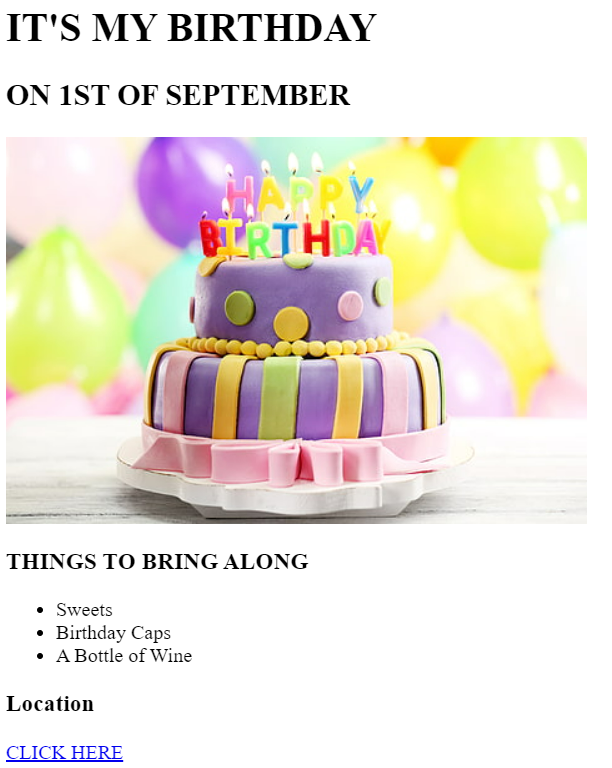 IT'S MY BIRTHDAY
ON 1ST OF SEPTEMBER
HAPPY
BIRTHDAY
THINGS TO BRING ALONG
Sweets
Birthday Caps
A Bottle of Wine
Location
CLICK HERE